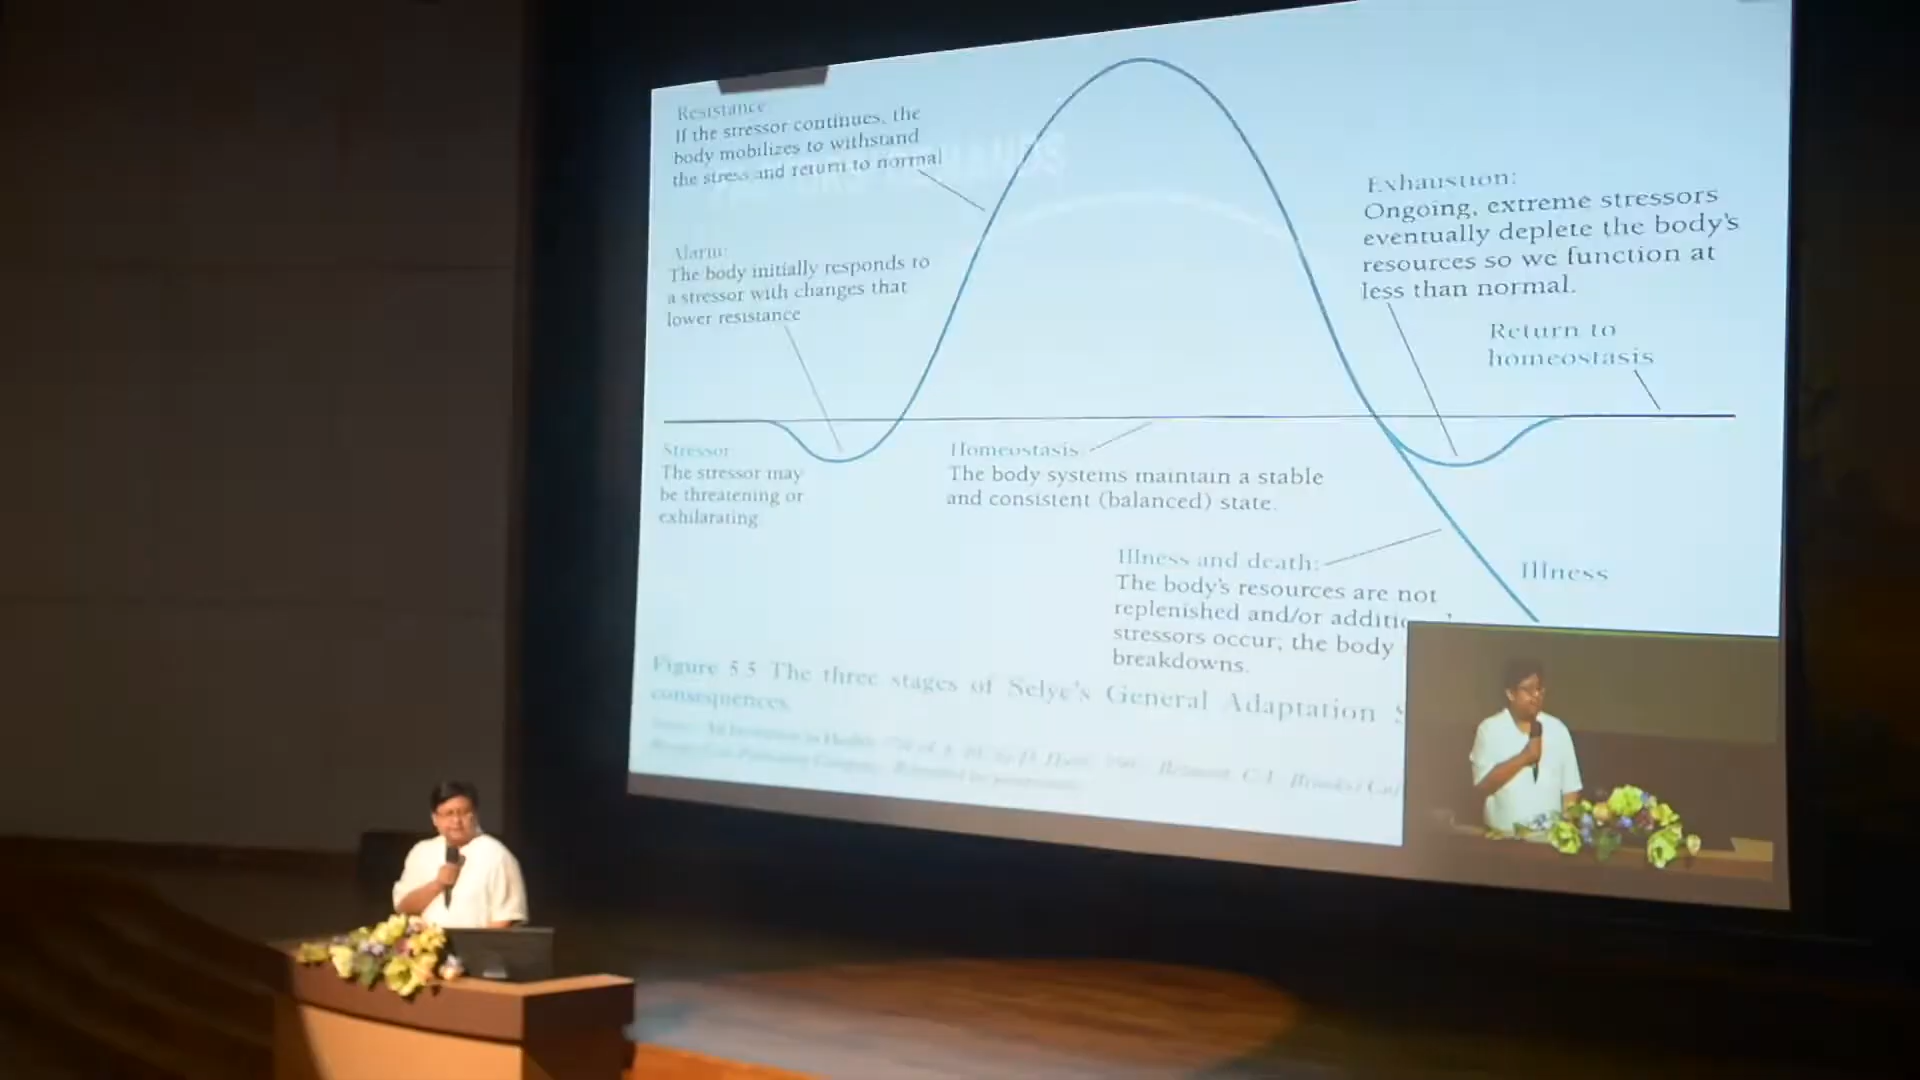 Resistance:
If the stressor continues, the
body mobilizes to withstand
the stress and return to normal
Alarm:
The body initially responds to
a stressor with changes that
lower resistance
Exhaustion:
Ongoing, extreme stressors
eventually deplete the body's
resources so we function at
less than normal.
Return to
homeostasis
Stressor
The stressor may
be threatening or
exhilarating
Homeostasis:
The body systems maintain a stable
and consistent (balanced) state.
Illness and death:
The body's resources are not
replenished and/or
stressors occur; the body
breakdowns.
Illness
Figure 5.5 The three stages of Selye's General Adaptation
consequences